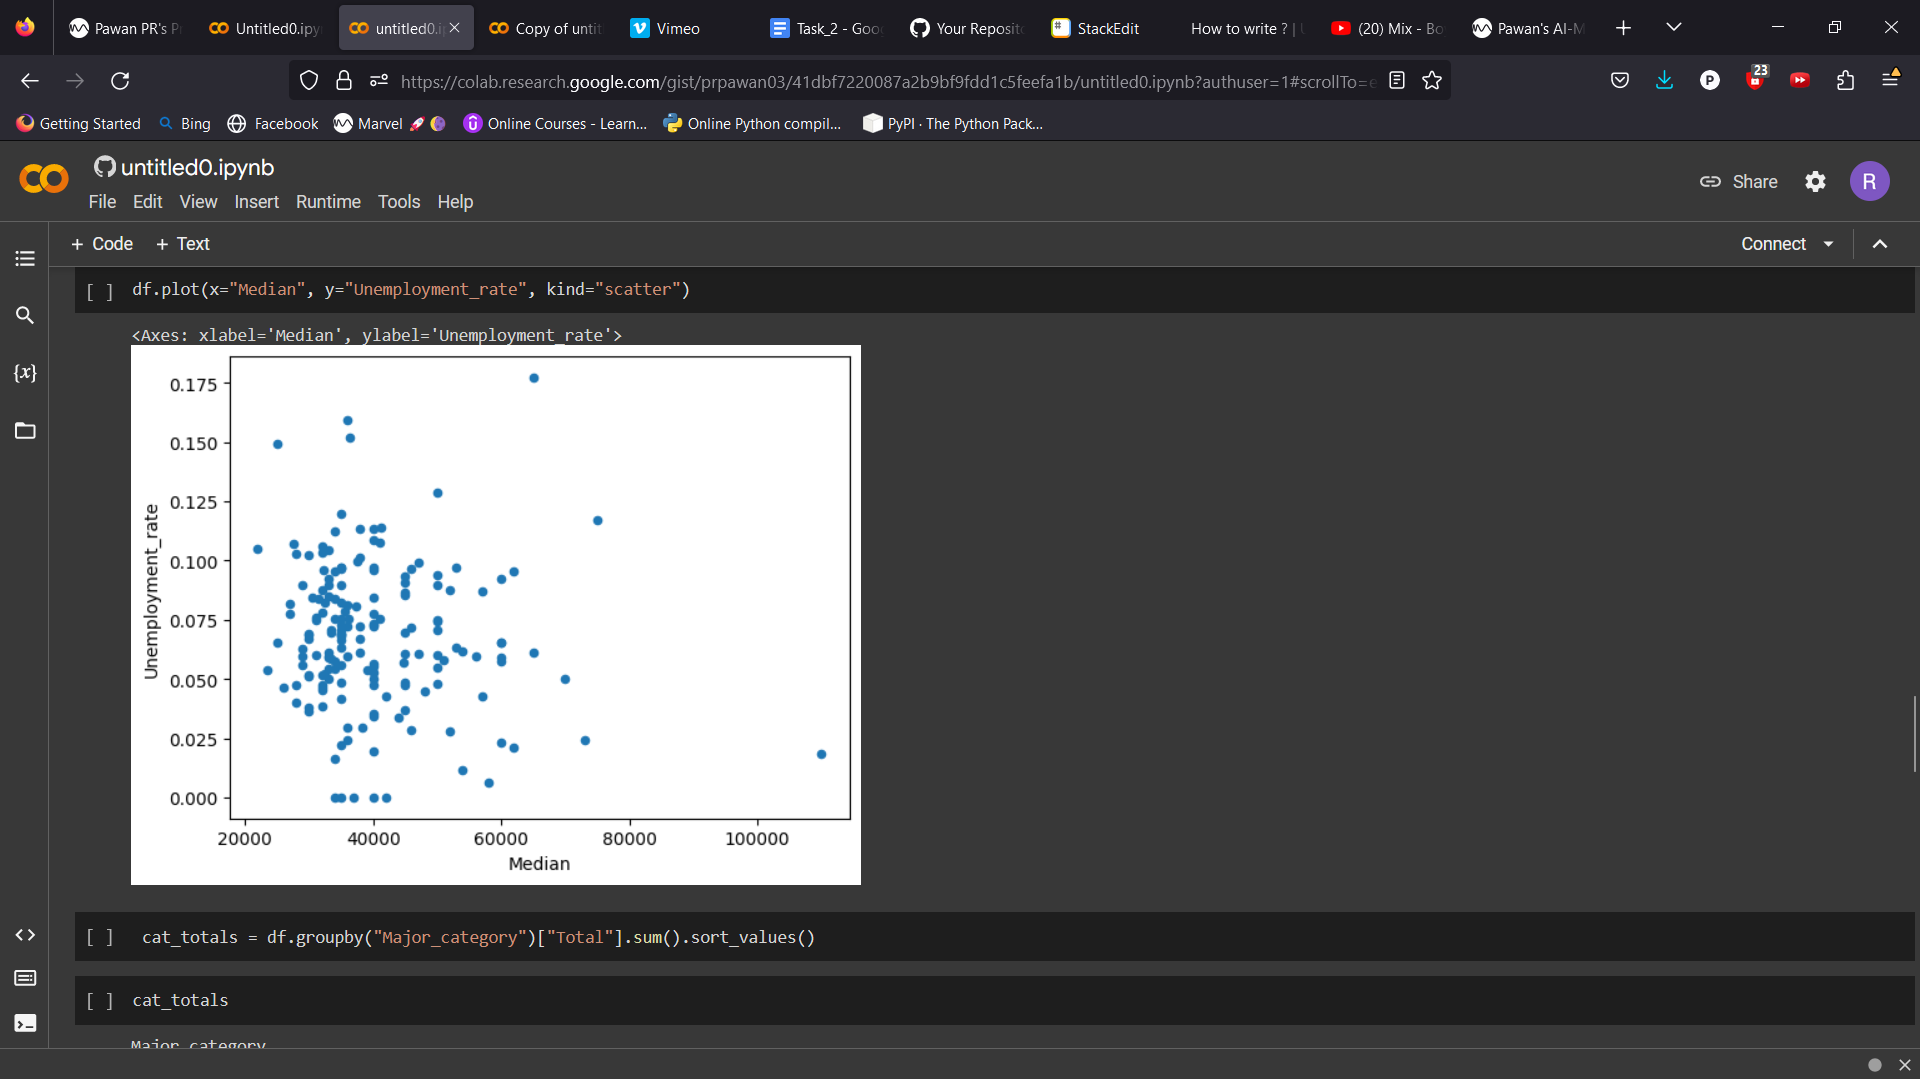 Pawan PR's P
Untitled0.ipy
untitled0.i
Copy of unti
Vimeo
Task_2 - Goo
Your Reposito
StackEdit
How to write ? | U
(20) Mix - Bo
Pawan's AI-M
https://colab.research.google.com/gist/prpawan03/41dbf7220087a2b9bf9fdd1c5feefa1b/untitled0.ipynb?authuser=1#scrollTo=e
P
23
Getting Started
Bing
Facebook
Marvel 🚀
Online Courses - Learn...
Online Python compil...
PyPI · The Python Pack...
untitled0.ipynb
File Edit View Insert Runtime Tools Help
Share
R
+ Code + Text
Connect
{x}
[ ] df.plot(x="Median", y="Unemployment_rate", kind="scatter")
<Axes: xlabel='Median', ylabel='Unemployment_rate'>
0.175
0.150
0.125
0.100
0.075
0.050
0.025
0.000
Unemployment_rate
20000 40000 60000 80000 100000
Median
[ ] cat_totals = df.groupby("Major_category")["Total"].sum().sort_values()
[ ] cat_totals
Major_category